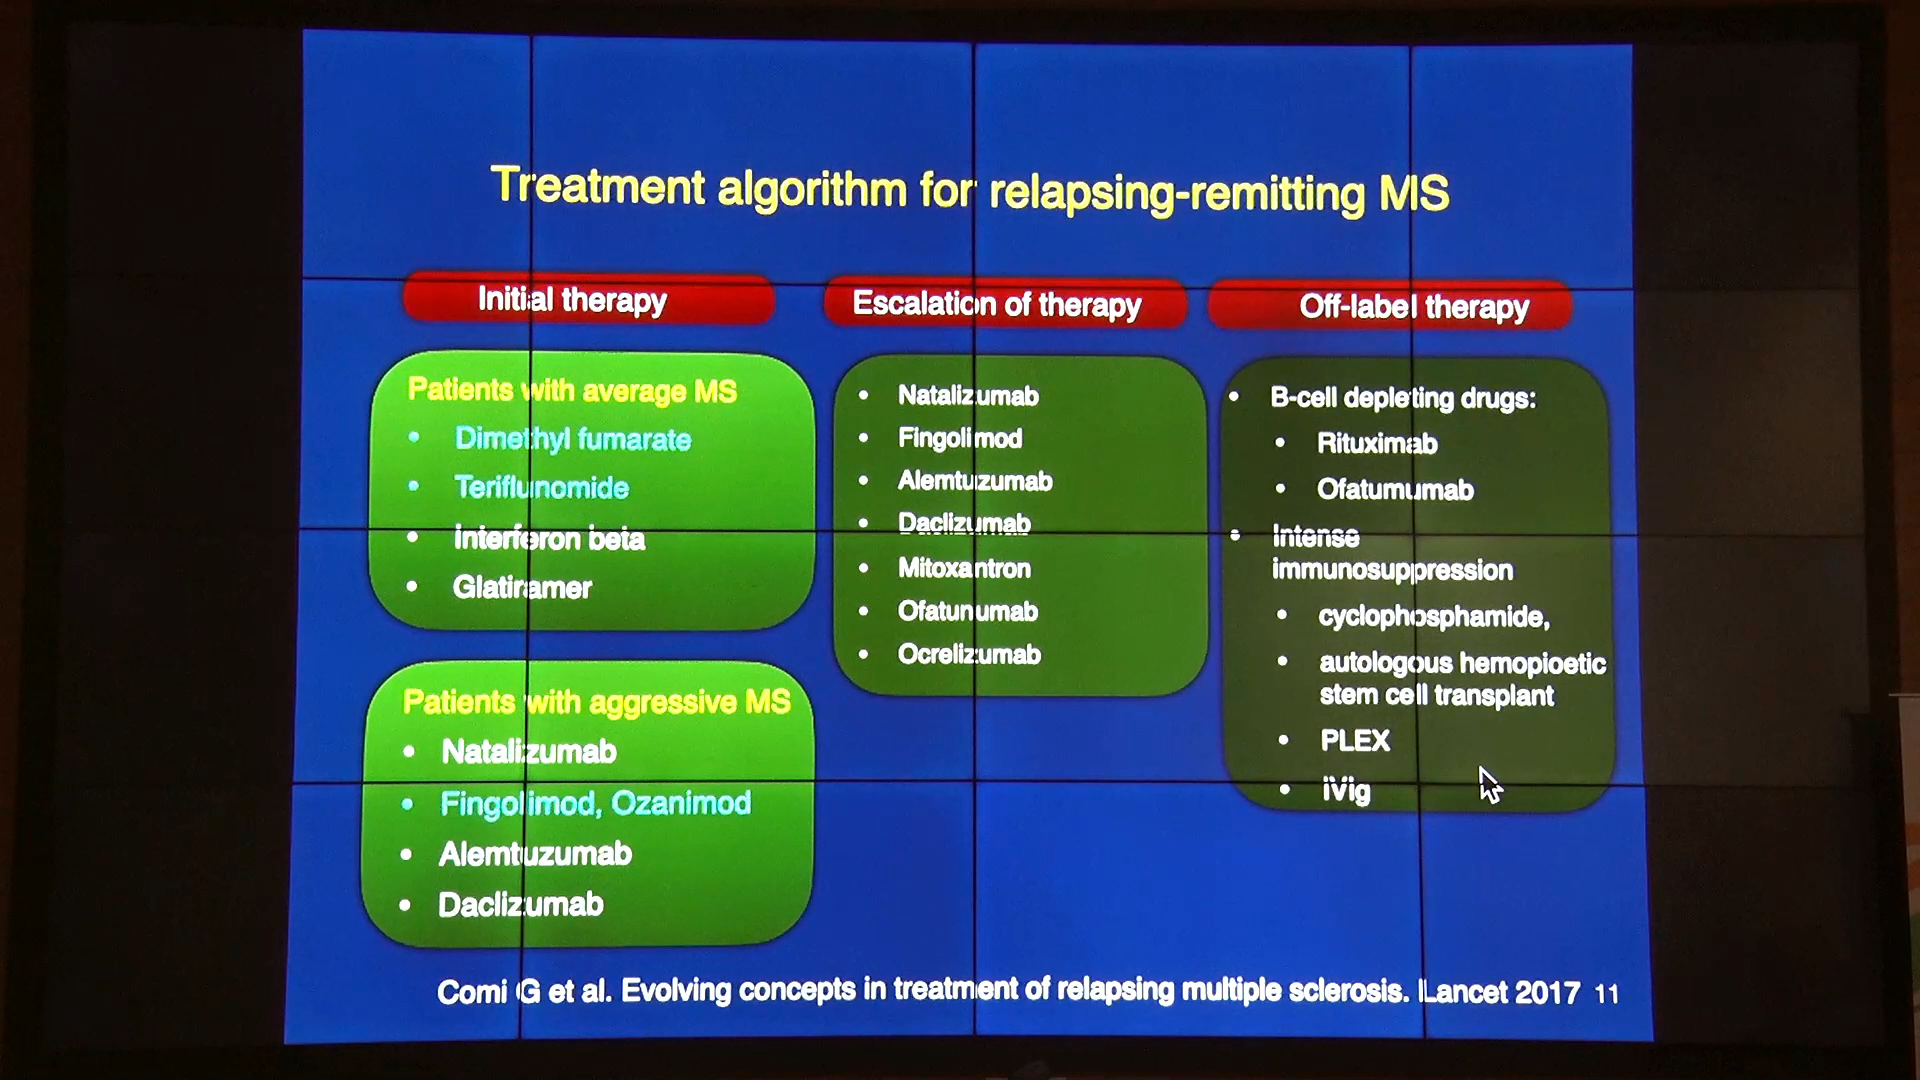 Treatment algorithm for relapsing-remitting MS
Initial therapy
Patients with average MS
• Dimethyl fumarate
• Teriflunomide
• Interferon beta
• Glatiramer
Patients with aggressive MS
• Natalizumab
• Fingolimod, Ozanimod
• Alemtuzumab
• Daclizumab
Escalation of therapy
• Natalizumab
• Fingolimod
• Alemtuzumab
• Daclizumab
• Mitoxantron
• Ofatunumab
• Ocrelizumab
Off-label therapy
• B-cell depleting drugs:
• Rituximab
• Ofatumumab
• Intense
immunosuppression
• cyclophosphamide,
• autologous hemopioetic
stem cell transplant
• PLEX
• iVig
Comi G et al. Evolving concepts in treatment of relapsing multiple sclerosis. Lancet 2017 11